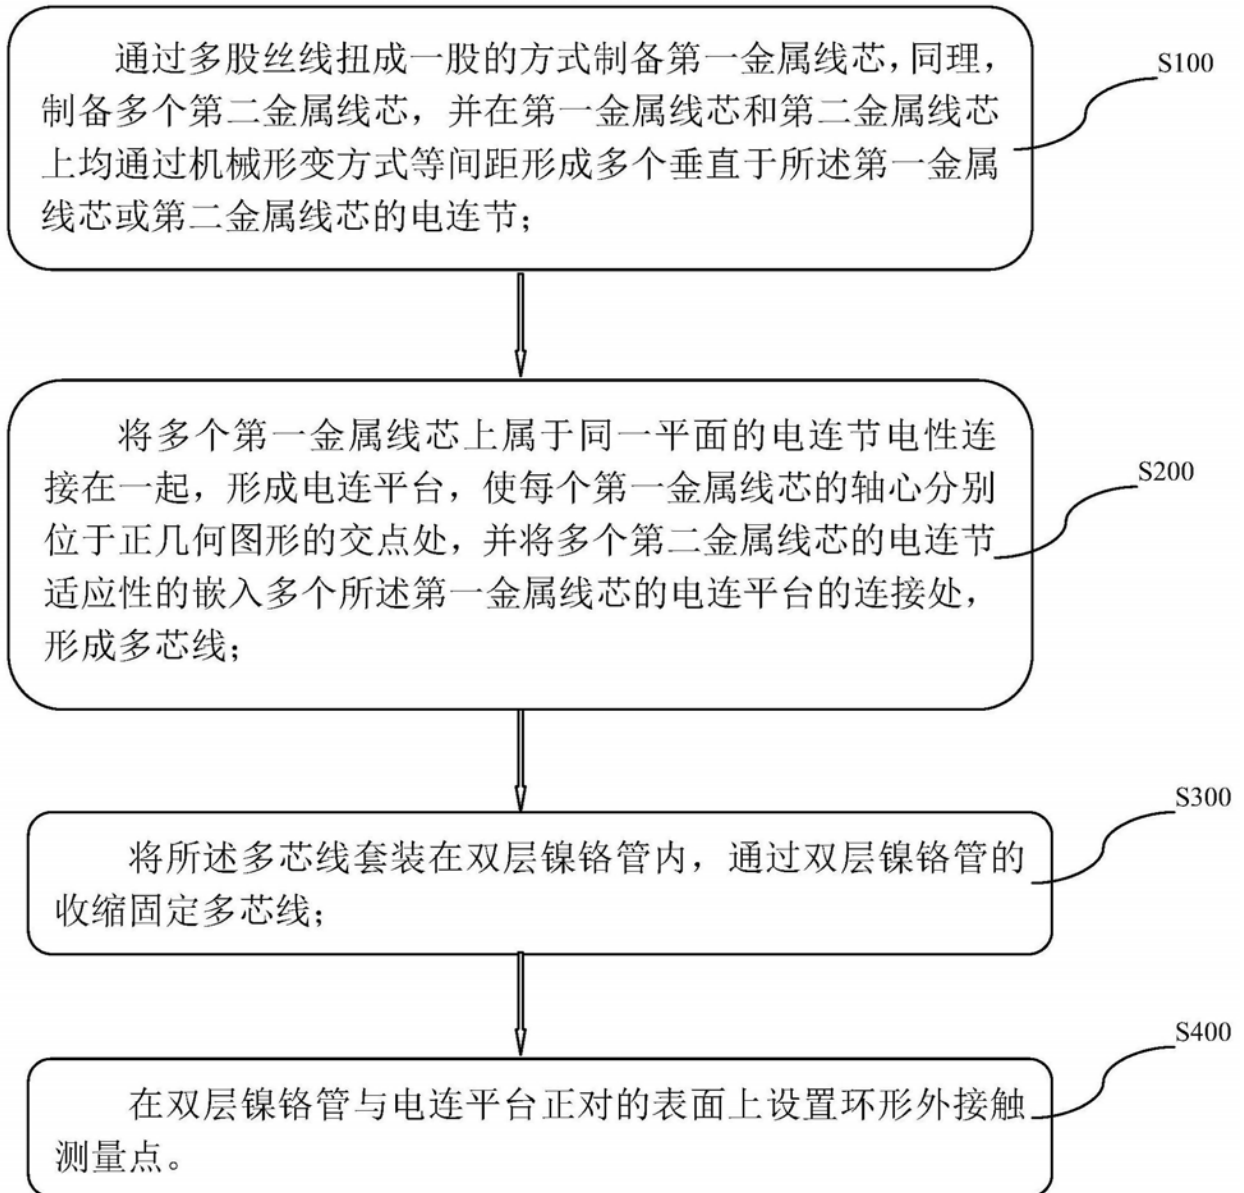 通过多股丝线扭成一股的方式制备第一金属线芯，同理，
制备多个第二金属线芯，并在第一金属线芯和第二金属线芯
上均通过机械形变方式等间距形成多个垂直于所述第一金属
线芯或第二金属线芯的电连节；
S100
将多个第一金属线芯上属于同一平面的电连节电性连
接在一起，形成电连平台，使每个第一金属线芯的轴心分别
位于正几何图形的交点处，并将多个第二金属线芯的电连节
适应性的嵌入多个所述第一金属线芯的电连平台的连接处，
形成多芯线；
S200
将所述多芯线套装在双层镍铬管内，通过双层镍铬管的
收缩固定多芯线；
S300
在双层镍铬管与电连平台正对的表面上设置环形外接触
测量点。
S400